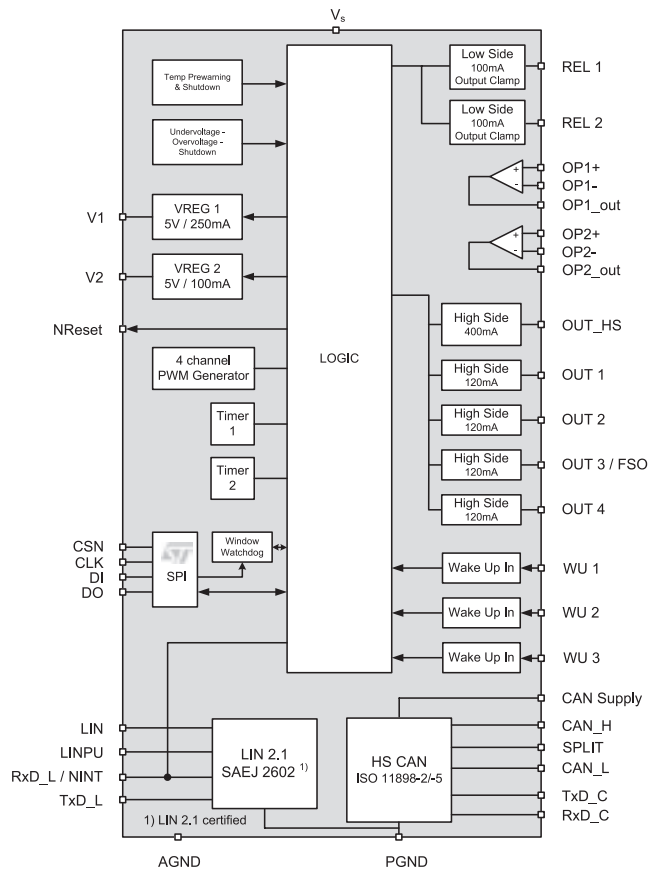 Vs
Temp Prewarning
& Shutdown
Undervoltage -
Overvoltage -
Shutdown
V1
VREG 1
5V / 250mA
V2
VREG 2
5V / 100mA
NReset
4 channel
PWM Generator
Timer
1
Timer
2
LOGIC
CSN
CLK
DI
DO
ST
SPI
Window
Watchdog
LIN
LINPU
RxD_L / NINT
TxD_L
LIN 2.1
SAEJ 2602 1)
1) LIN 2.1 certified
AGND
Low Side
100mA
Output Clamp
REL 1
Low Side
100mA
Output Clamp
REL 2
+
-
OP1+
OP1-
OP1_out
+
-
OP2+
OP2-
OP2_out
High Side
400mA
OUT_HS
High Side
120mA
OUT 1
High Side
120mA
OUT 2
High Side
120mA
OUT 3 / FSO
High Side
120mA
OUT 4
Wake Up In
WU 1
Wake Up In
WU 2
Wake Up In
WU 3
HS CAN
ISO 11898-2/-5
CAN Supply
CAN_H
SPLIT
CAN_L
TxD_C
RxD_C
PGND